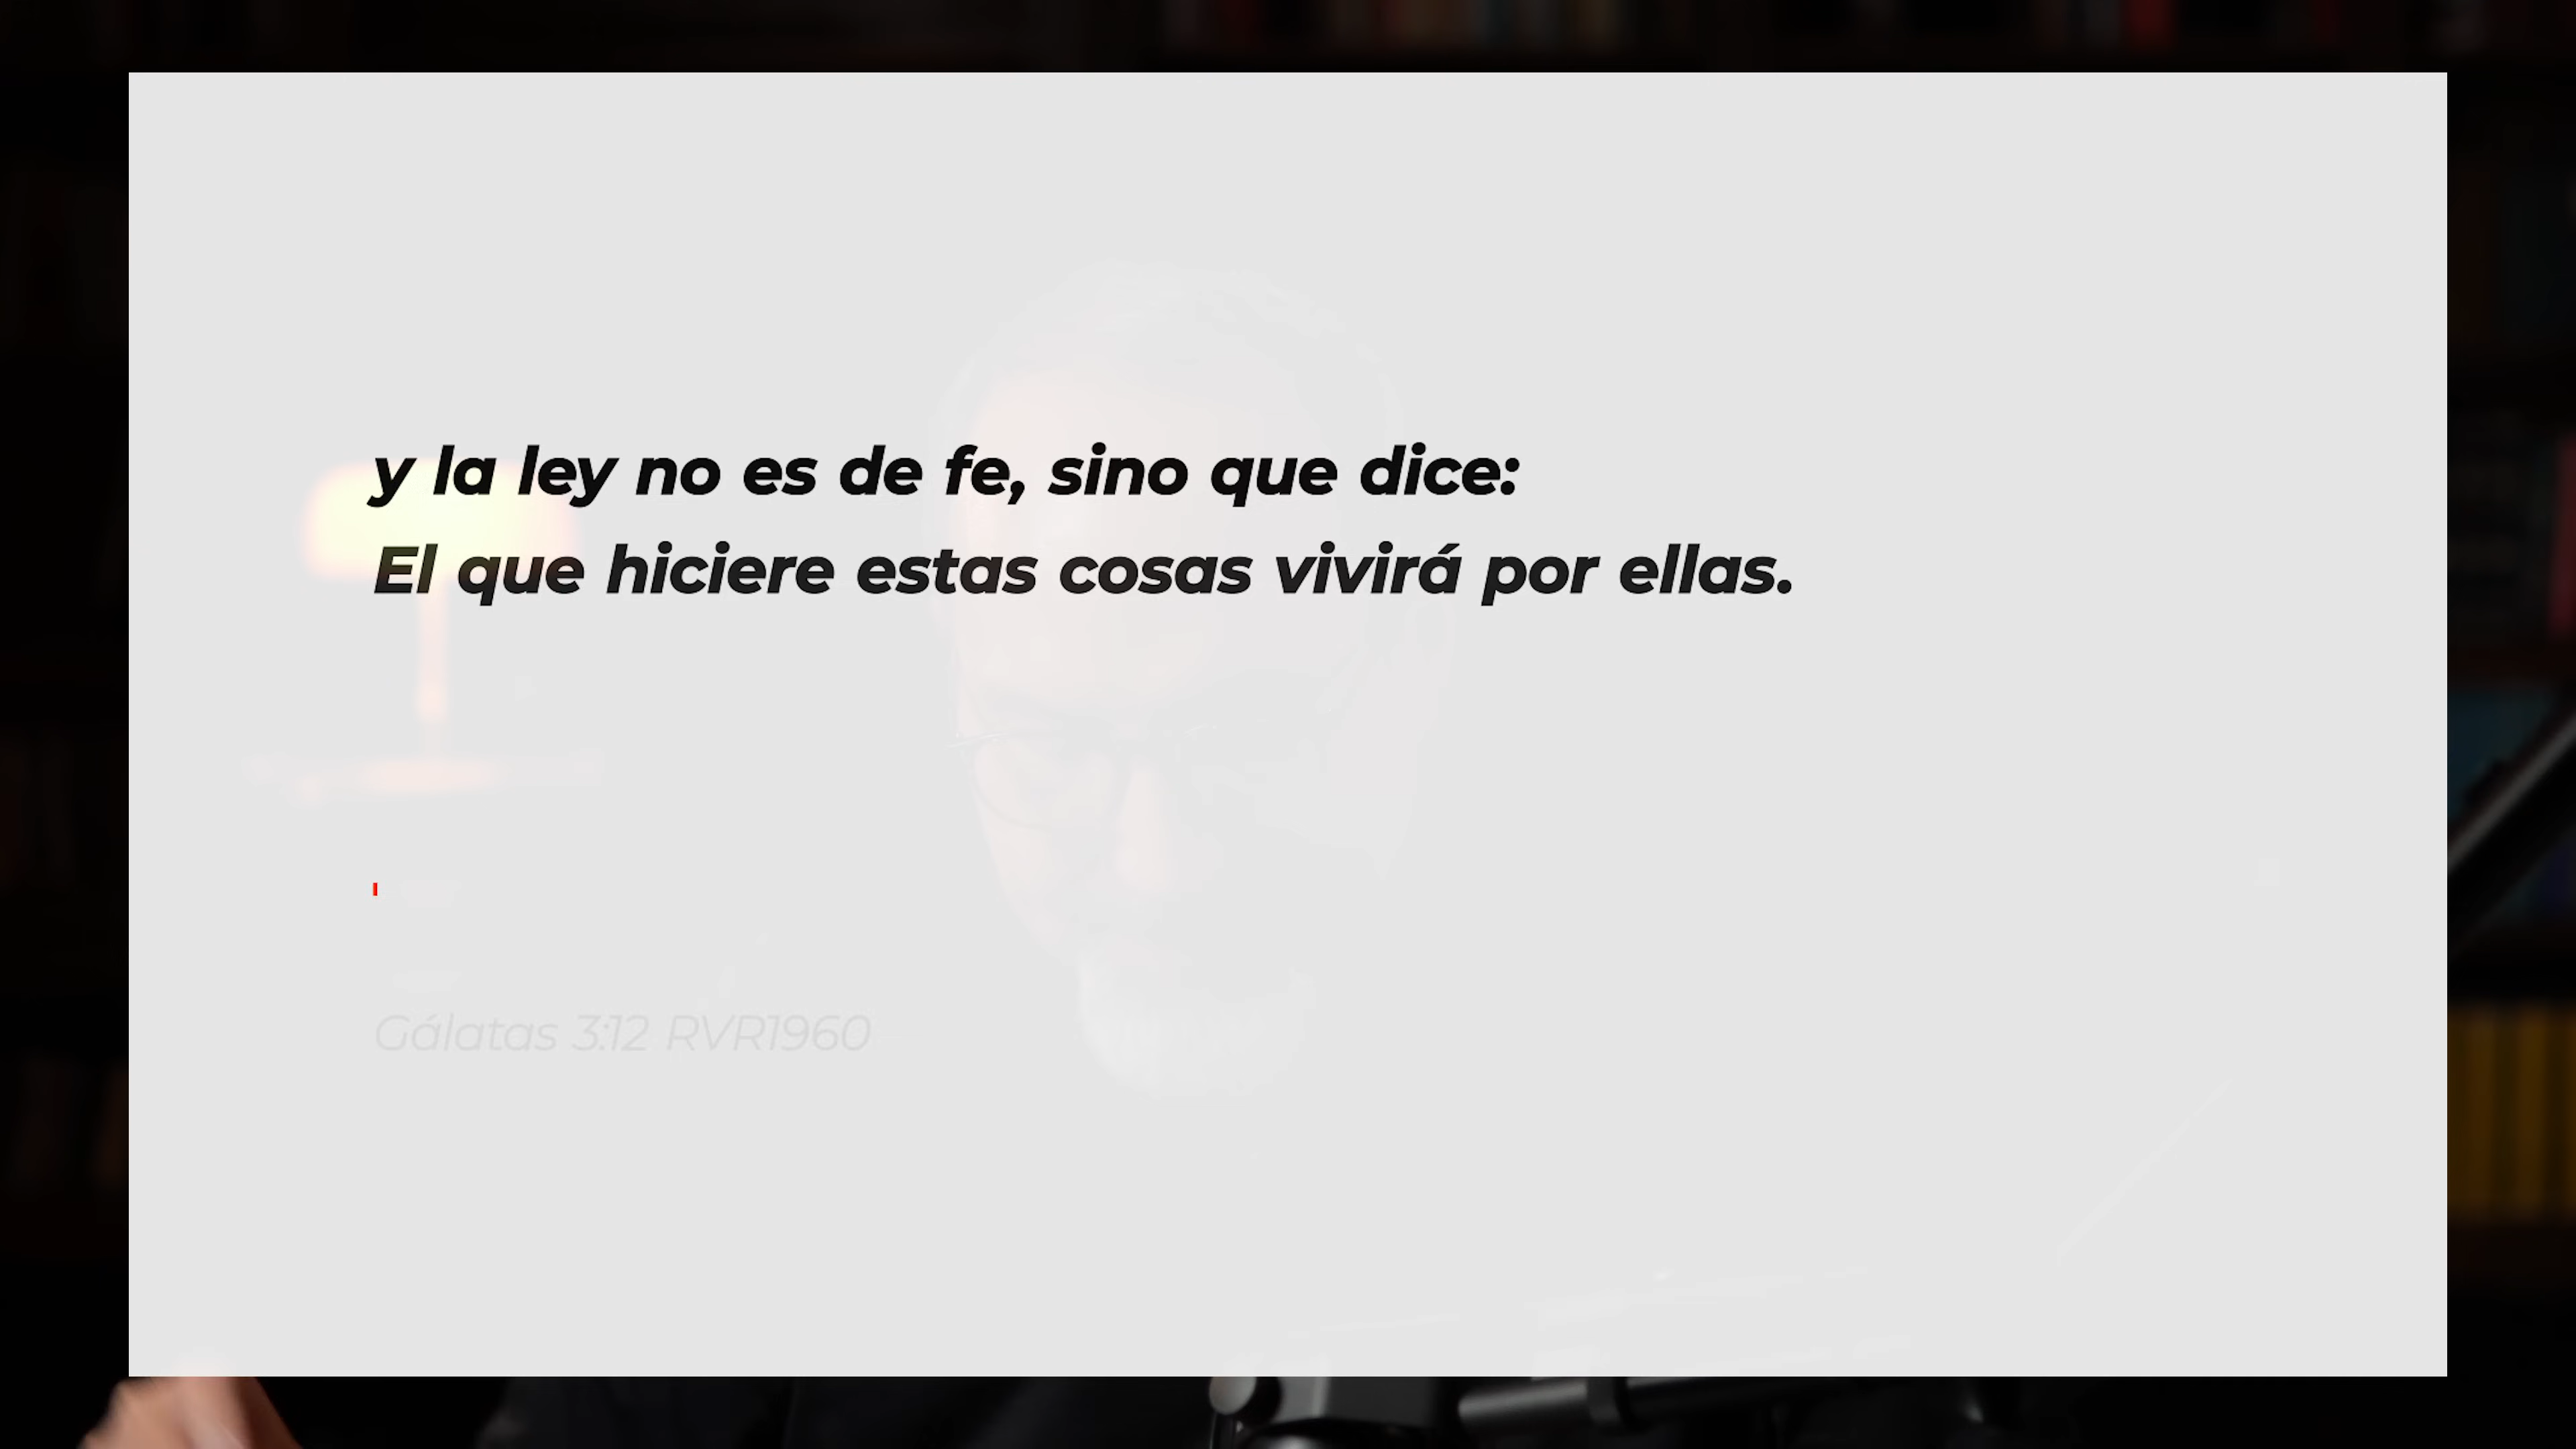 y la ley no es de fe, sino que dice:
El que hiciere estas cosas vivirá por ellas.
Gálatas 3:12 RVR1960